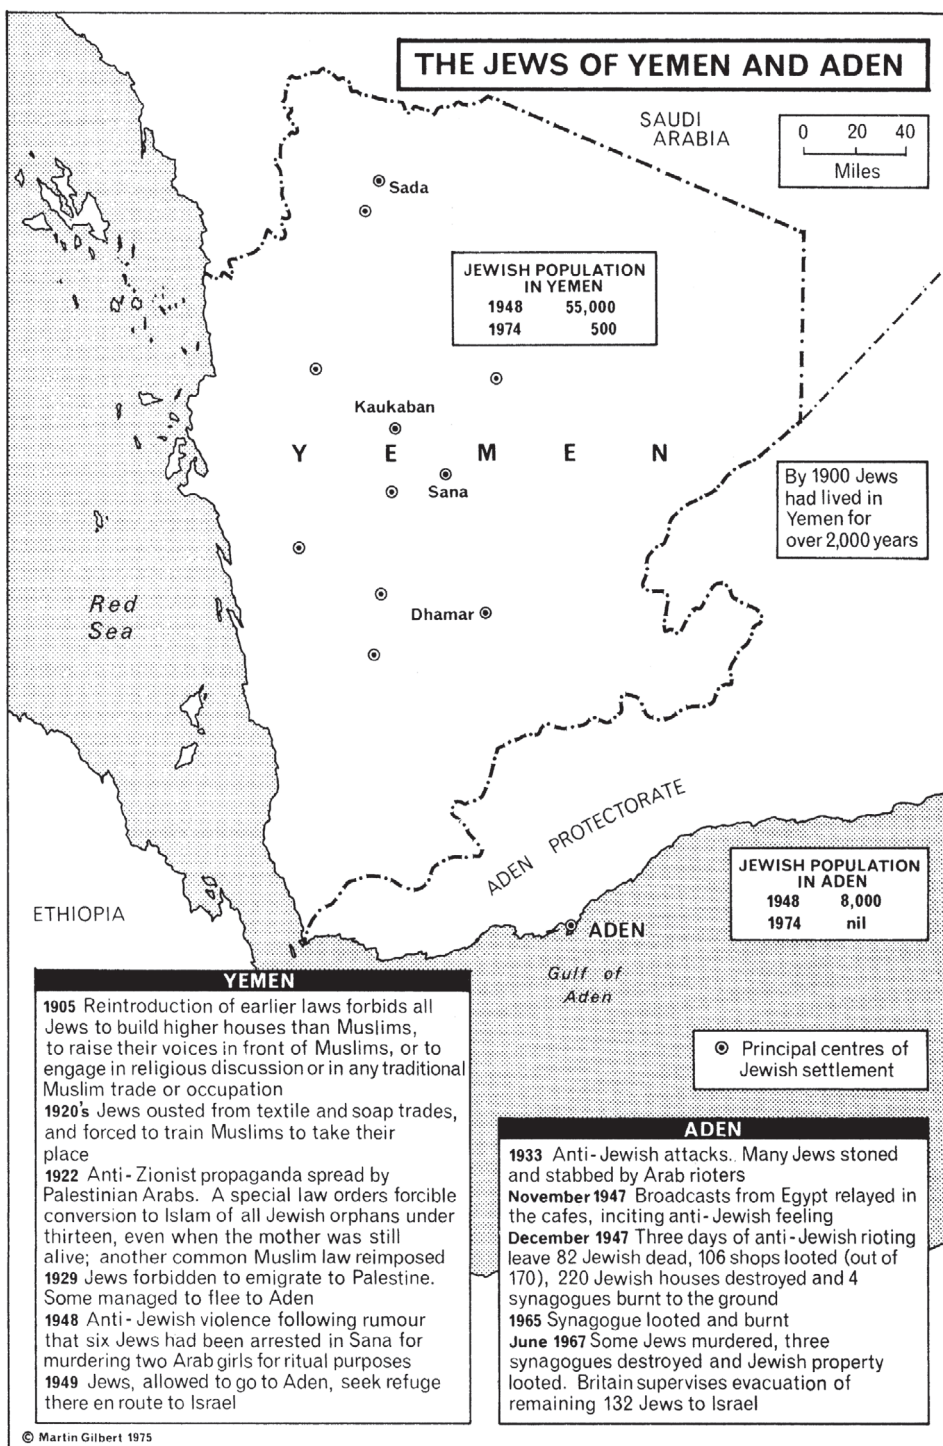 THE JEWS OF YEMEN AND ADEN
SAUDI
ARABIA
0 20 40
Miles
Sada
JEWISH POPULATION
IN YEMEN
1948 55,000
1974 500
Kaukaban
Y E M E N
Sana
By 1900 Jews
had lived in
Yemen for
over 2,000 years
Red
Sea
Dhamar
ADEN PROTECTORATE
JEWISH POPULATION
IN ADEN
1948 8,000
1974 nil
ETHIOPIA
ADEN
Gulf of
Aden
YEMEN
1905 Reintroduction of earlier laws forbids all
Jews to build higher houses than Muslims,
to raise their voices in front of Muslims, or to
engage in religious discussion or in any traditional
Muslim trade or occupation
1920's Jews ousted from textile and soap trades,
and forced to train Muslims to take their
place
1922 Anti-Zionist propaganda spread by
Palestinian Arabs. A special law orders forcible
conversion to Islam of all Jewish orphans under
thirteen, even when the mother was still
alive; another common Muslim law reimposed
1929 Jews forbidden to emigrate to Palestine.
Some managed to flee to Aden
1948 Anti-Jewish violence following rumour
that six Jews had been arrested in Sana for
murdering two Arab girls for ritual purposes
1949 Jews, allowed to go to Aden, seek refuge
there en route to Israel
Principal centres of
Jewish settlement
ADEN
1933 Anti-Jewish attacks.. Many Jews stoned
and stabbed by Arab rioters
November 1947 Broadcasts from Egypt relayed in
the cafes, inciting anti-Jewish feeling
December 1947 Three days of anti-Jewish rioting
leave 82 Jewish dead, 106 shops looted (out of
170), 220 Jewish houses destroyed and 4
synagogues burnt to the ground
1965 Synagogue looted and burnt
June 1967 Some Jews murdered, three
synagogues destroyed and Jewish property
looted. Britain supervises evacuation of
remaining 132 Jews to Israel
© Martin Gilbert 1975